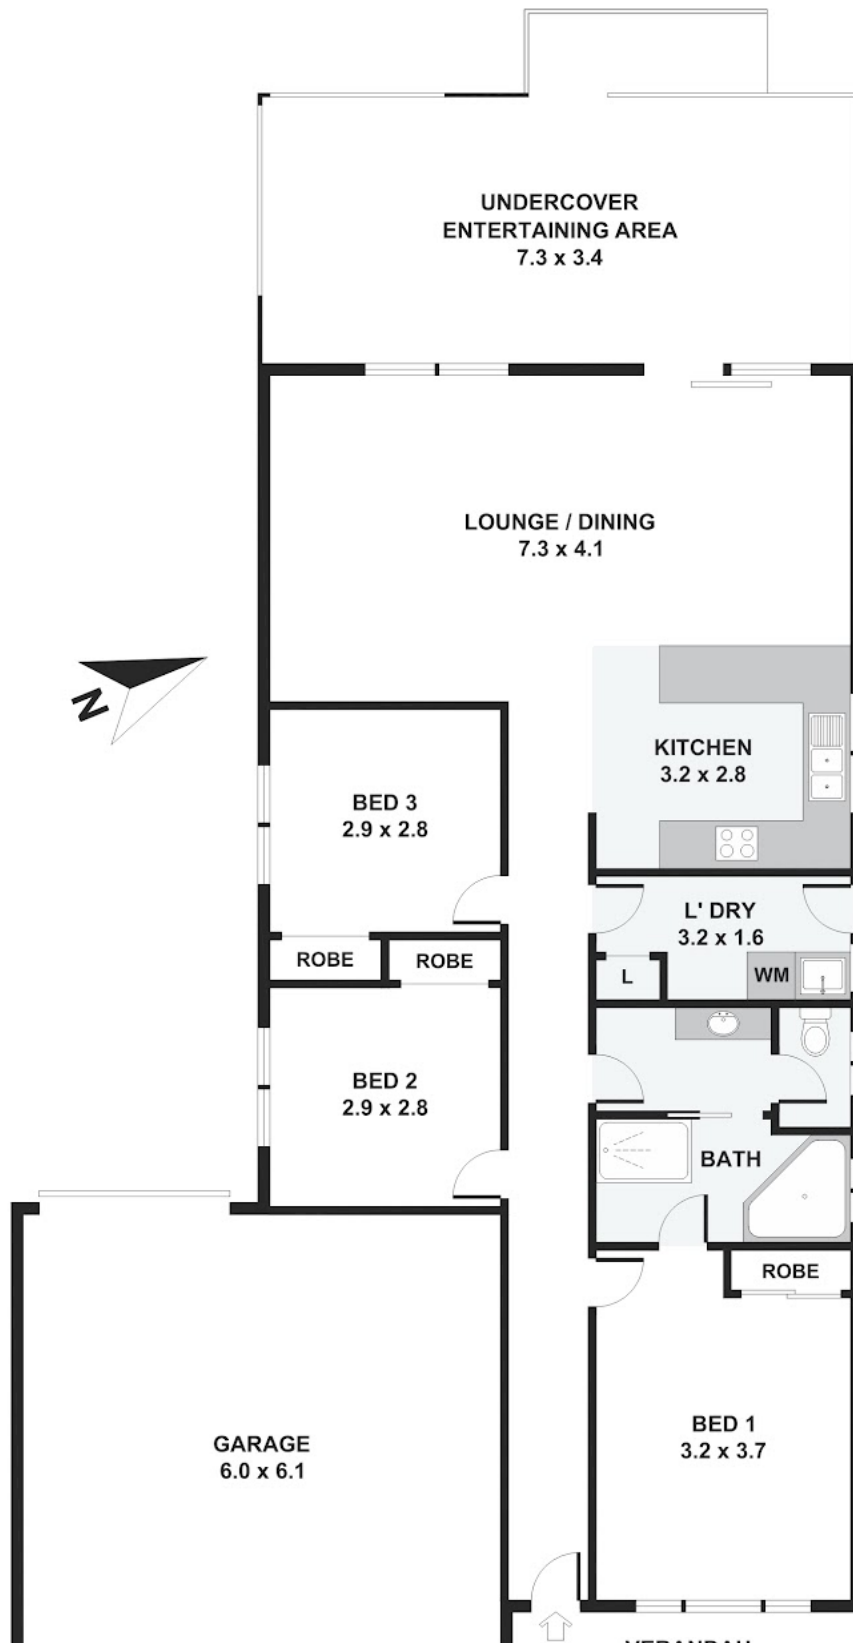 UNDERCOVER
ENTERTAINING AREA
7.3 x 3.4
LOUNGE / DINING
7.3 x 4.1
N
KITCHEN
3.2 x 2.8
BED 3
2.9 x 2.8
L' DRY
3.2 x 1.6
ROBE
ROBE
L
WM
BED 2
2.9 x 2.8
BATH
ROBE
BED 1
3.2 x 3.7
GARAGE
6.0 x 6.1
VERANDAH